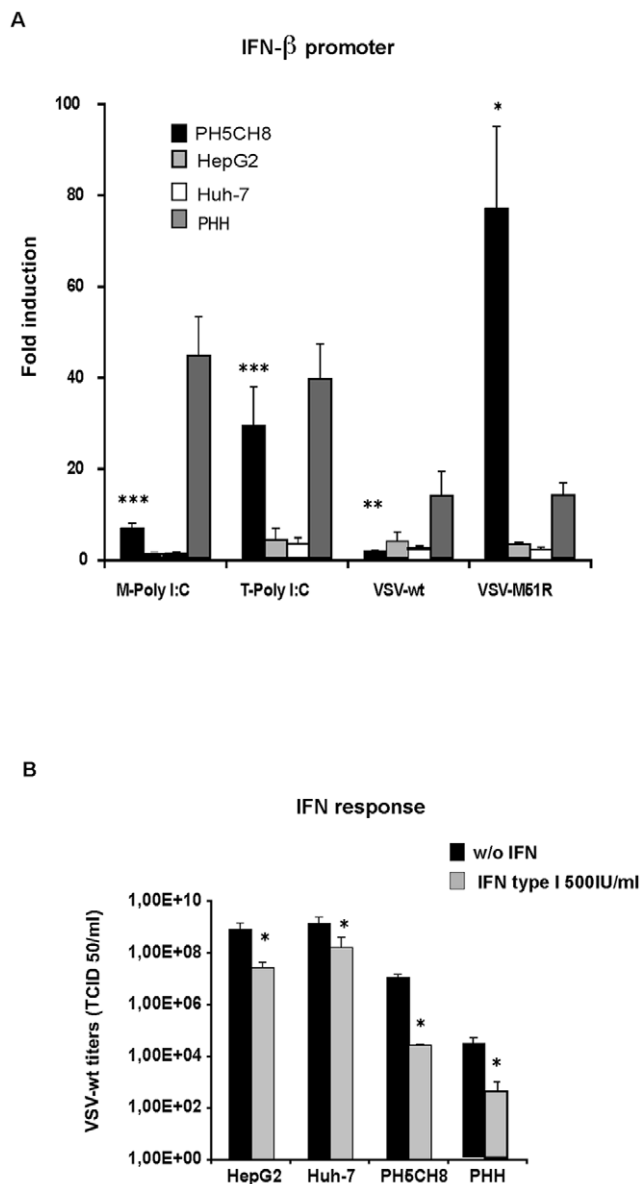 A
IFN-β promoter
Fold induction
100
80
60
40
20
0
PH5CH8
HepG2
Huh-7
PHH
***
***
**
*
M-Poly I:C T-Poly I:C VSV-wt VSV-M51R
B
IFN response
w/o IFN
IFN type I 500IU/ml
VSV-wt titers (TCID 50/ml)
1,00E+10
1,00E+08
1,00E+06
1,00E+04
1,00E+02
1,00E+00
*
*
*
*
HepG2 Huh-7 PH5CH8 PHH